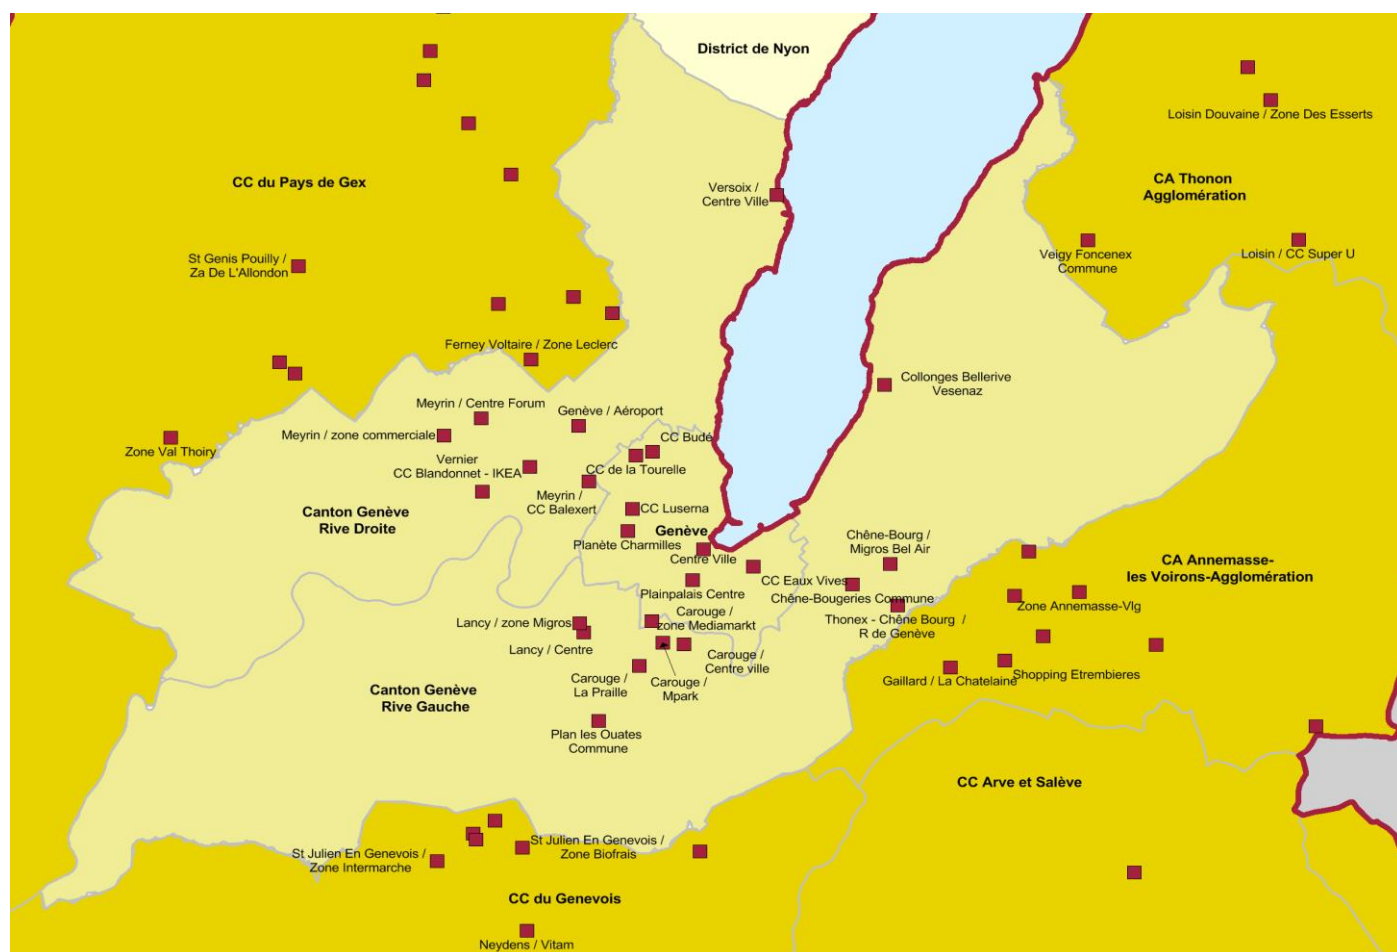 District de Nyon
Loisin Douvaine / Zone Des Esserts
CC du Pays de Gex
CA Thonon
Agglomération
Versoix /
Centre Ville
St Genis Pouilly /
Za De L'Allondon
Veigy Foncenex
Commune
Loisin / CC Super U
Ferney Voltaire / Zone Leclerc
Collonges Bellerive
Vesenaz
Meyrin / Centre Forum
Genève / Aéroport
Meyrin / zone commerciale
CC Budé
Zone Val Thoiry
Vernier
CC Blandonnet - IKEA
CC de la Tourelle
Meyrin /
CC Balexert
CC Luserna
Canton Genève
Rive Droite
Genève
Planète Charmilles
Centre Ville
Chêne-Bourg /
Migros Bel Air
CA Annemasse-
les Voirons-Agglomération
CC Eaux Vives
Plainpalais Centre
Chêne-Bougeries Commune
Zone Annemasse-Vlg
Carouge /
zone Mediamarkt
Thonex - Chêne Bourg /
R de Genève
Lancy / zone Migros
Lancy / Centre
Carouge /
Centre ville
Carouge /
La Praille
Carouge /
Mpark
Shopping Etrembieres
Gaillard / La Chatelaine
Canton Genève
Rive Gauche
Plan les Ouates
Commune
CC Arve et Salève
St Julien En Genevois /
Zone Biofrais
St Julien En Genevois /
Zone Intermarche
CC du Genevois
Neydens / Vitam